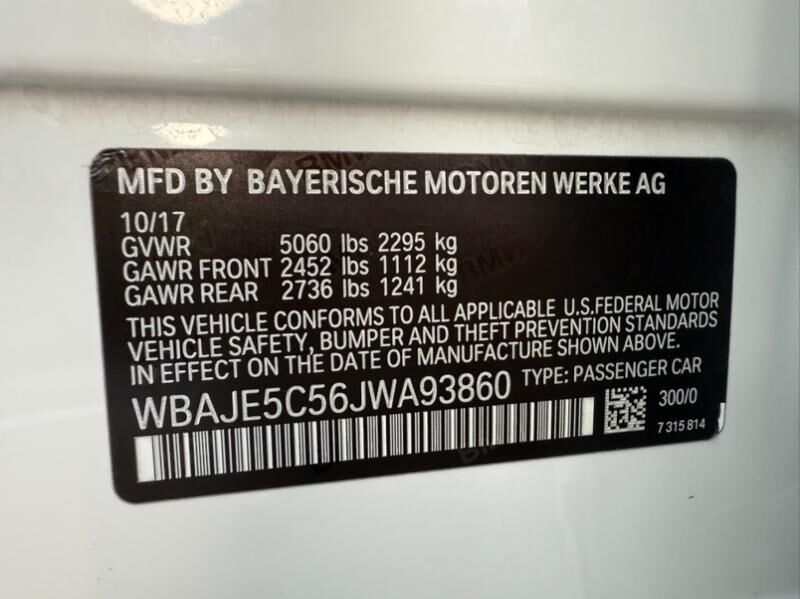 MFD BY BAYERISCHE MOTOREN WERKE AG
10/17
GVWR 5060 lbs 2295 kg
GAWR FRONT 2452 lbs 1112 kg
GAWR REAR 2736 lbs 1241 kg
THIS VEHICLE CONFORMS TO ALL APPLICABLE U.S.FEDERAL MOTOR
VEHICLE SAFETY, BUMPER AND THEFT PREVENTION STANDARDS
IN EFFECT ON THE DATE OF MANUFACTURE SHOWN ABOVE.
WBAJE5C56JWA93860 TYPE: PASSENGER CAR
300/0
7 315 814